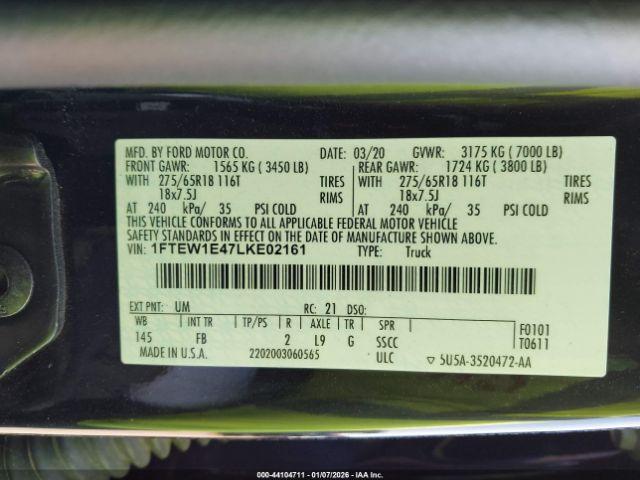 MFD. BY FORD MOTOR CO. DATE: 03/20 GVWR: 3175 KG ( 7000 LB)
FRONT GAWR: 1565 KG ( 3450 LB) REAR GAWR: 1724 KG ( 3800 LB)
WITH 275/65R18 116T TIRES WITH 275/65R18 116T TIRES
18x7.5J RIMS 18x7.5J RIMS
AT 240 kPa/ 35 PSI COLD AT 240 kPa/ 35 PSI COLD
THIS VEHICLE CONFORMS TO ALL APPLICABLE FEDERAL MOTOR VEHICLE
SAFETY STANDARDS IN EFFECT ON THE DATE OF MANUFACTURE SHOWN ABOVE.
VIN: 1FTEW1E47LKE02161 TYPE: Truck
EXT PNT: UM RC: 21 DSO:
WB INT TR TP/PS R AXLE TR SPR F0101
145 FB 2 L9 G SSCC T0611
MADE IN U.S.A. 2202003060565 ULC ▽ 5U5A-3520472-AA
000-44104711 - 01/07/2026 - IAA Inc.